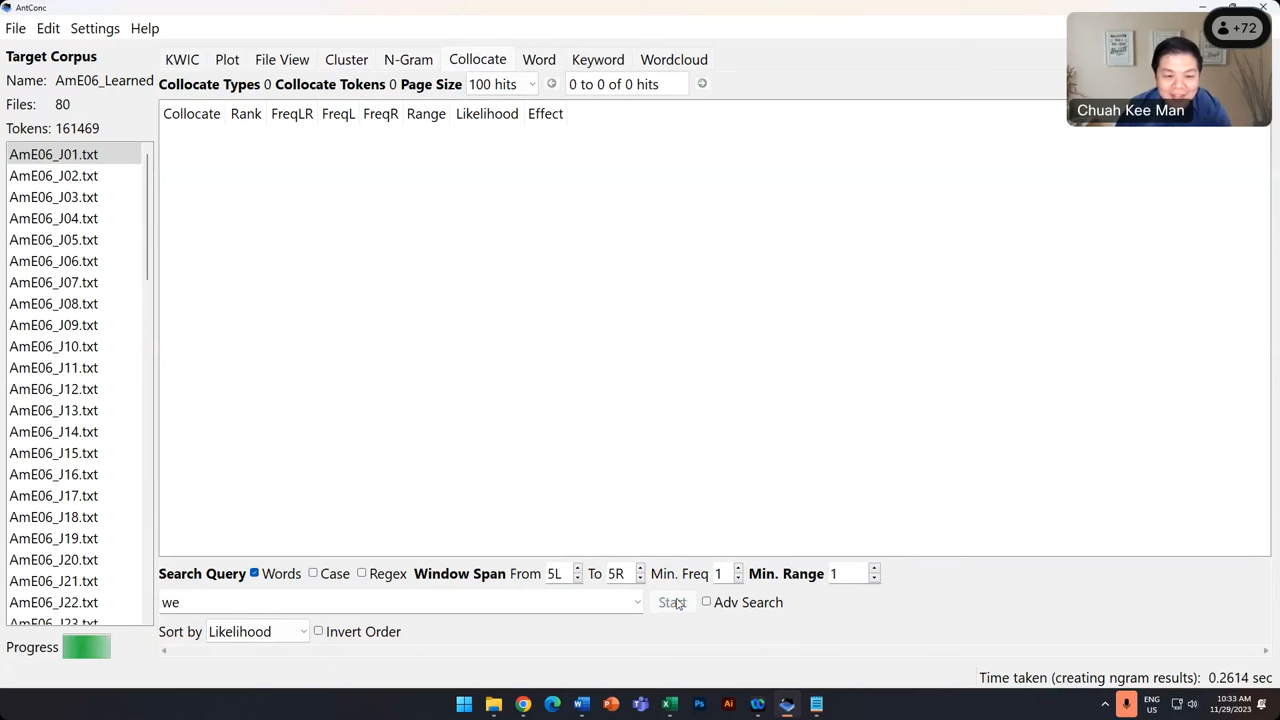 AntConc
File Edit Settings Help
+72
Chuah Kee Man
Target Corpus
Name: AmE06_Learned
Files: 80
Tokens: 161469
AmE06_J01.txt
AmE06_J02.txt
AmE06_J03.txt
AmE06_J04.txt
AmE06_J05.txt
AmE06_J06.txt
AmE06_J07.txt
AmE06_J08.txt
AmE06_J09.txt
AmE06_J10.txt
AmE06_J11.txt
AmE06_J12.txt
AmE06_J13.txt
AmE06_J14.txt
AmE06_J15.txt
AmE06_J16.txt
AmE06_J17.txt
AmE06_J18.txt
AmE06_J19.txt
AmE06_J20.txt
AmE06_J21.txt
AmE06_J22.txt
AmE06_J23.txt
Progress
KWIC Plot File View Cluster N-Gram Collocate Word Keyword Wordcloud
Collocate Types 0 Collocate Tokens 0 Page Size 100 hits 0 to 0 of 0 hits
Collocate Rank FreqLR FreqL FreqR Range Likelihood Effect
Search Query Words Case Regex Window Span From 5L To 5R Min. Freq 1 Min. Range 1
we Start Adv Search
Sort by Likelihood Invert Order
Time taken (creating ngram results): 0.2614 sec
ENG
US
10:33 AM
11/29/2023